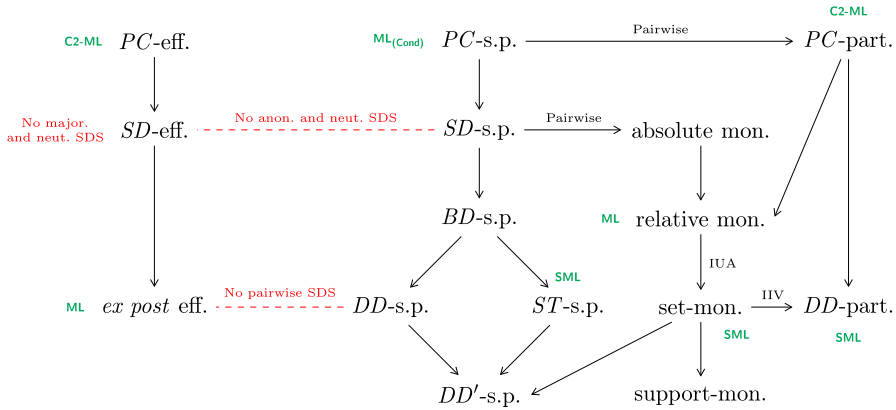 C2-ML
C2-ML PC-eff. ML(Cond) PC-s.p. Pairwise PC-part.
No major.
and neut. SDS SD-eff. No anon. and neut. SDS SD-s.p. Pairwise absolute mon.
BD-s.p. ML relative mon.
IUA
SML
ML ex post eff. No pairwise SDS DD-s.p. ST-s.p. set-mon. IIV DD-part.
SML SML
DD′-s.p. support-mon.